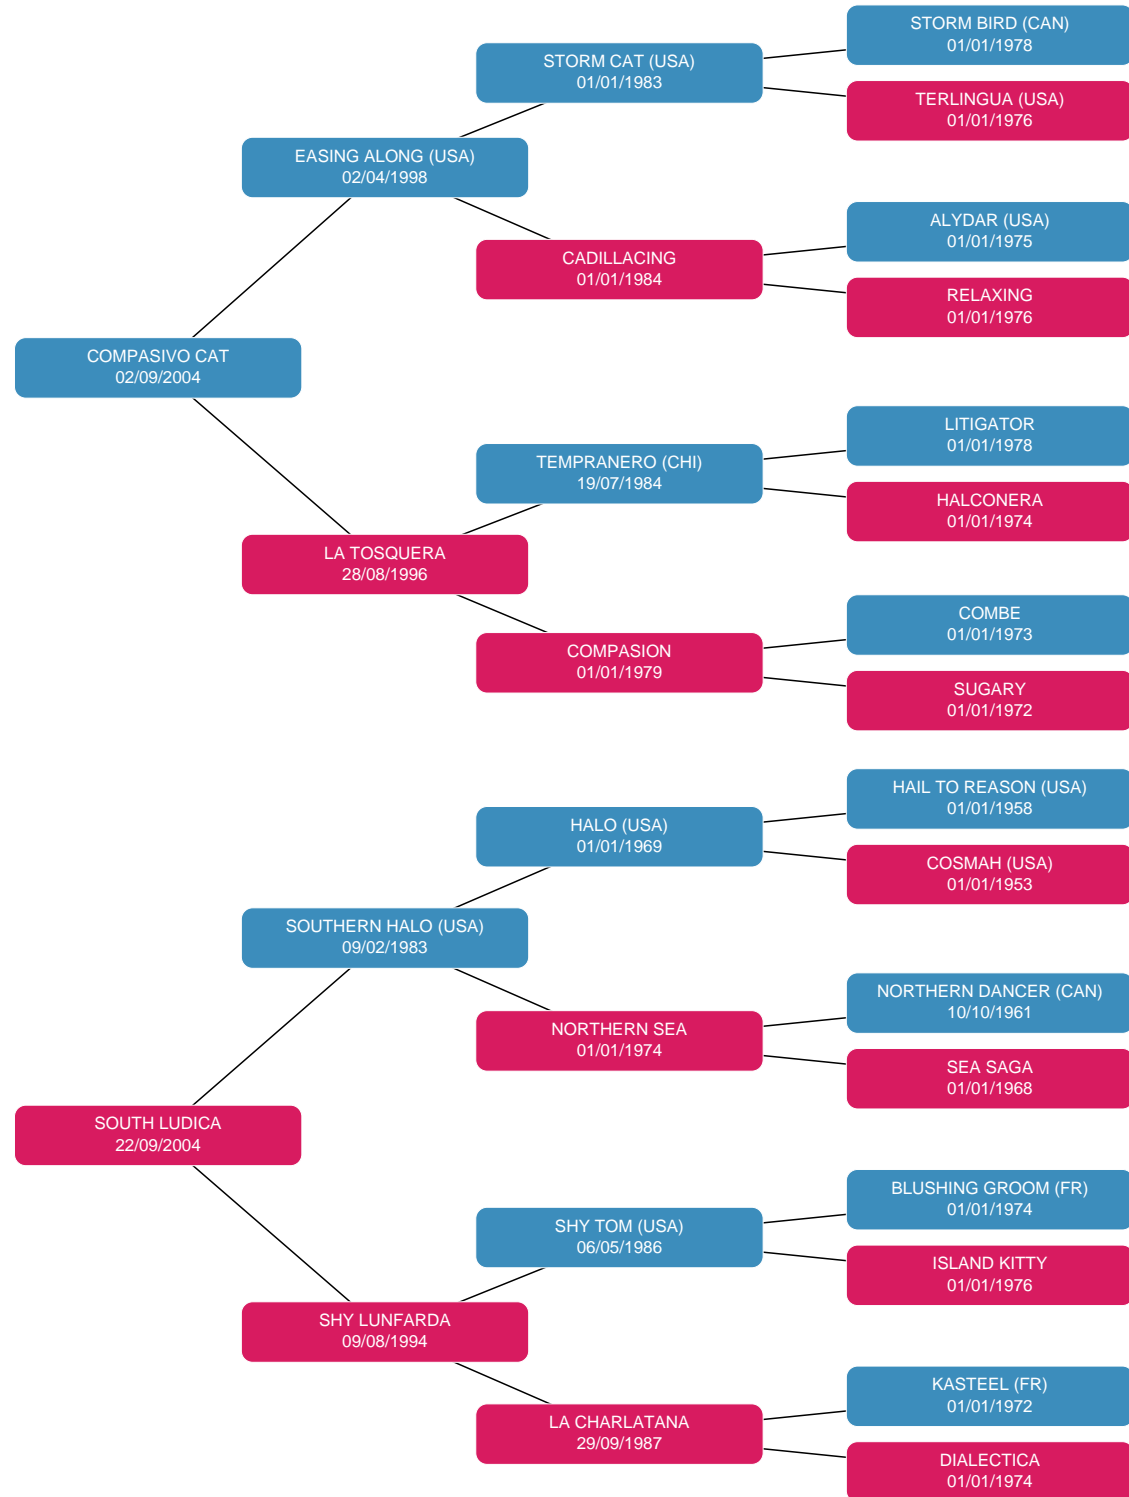 STORM BIRD (CAN)
01/01/1978
STORM CAT (USA)
01/01/1983
TERLINGUA (USA)
01/01/1976
EASING ALONG (USA)
02/04/1998
ALYDAR (USA)
01/01/1975
CADILLACING
01/01/1984
RELAXING
01/01/1976
COMPASIVO CAT
02/09/2004
LITIGATOR
01/01/1978
TEMPRANERO (CHI)
19/07/1984
HALCONERA
01/01/1974
LA TOSQUERA
28/08/1996
COMBE
01/01/1973
COMPASION
01/01/1979
SUGARY
01/01/1972
HAIL TO REASON (USA)
01/01/1958
HALO (USA)
01/01/1969
COSMAH (USA)
01/01/1953
SOUTHERN HALO (USA)
09/02/1983
NORTHERN DANCER (CAN)
10/10/1961
NORTHERN SEA
01/01/1974
SEA SAGA
01/01/1968
SOUTH LUDICA
22/09/2004
BLUSHING GROOM (FR)
01/01/1974
SHY TOM (USA)
06/05/1986
ISLAND KITTY
01/01/1976
SHY LUNFARDA
09/08/1994
KASTEEL (FR)
01/01/1972
LA CHARLATANA
29/09/1987
DIALECTICA
01/01/1974